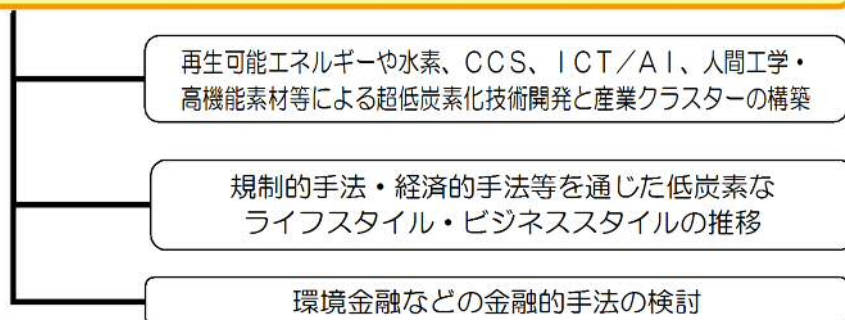 再生可能エネルギーや水素、ＣＣＳ、ＩＣＴ／ＡＩ、人間工学・
高機能素材等による超低炭素化技術開発と産業クラスターの構築
規制的手法・経済的手法等を通じた低炭素な
ライフスタイル・ビジネススタイルの推移
環境金融などの金融的手法の検討